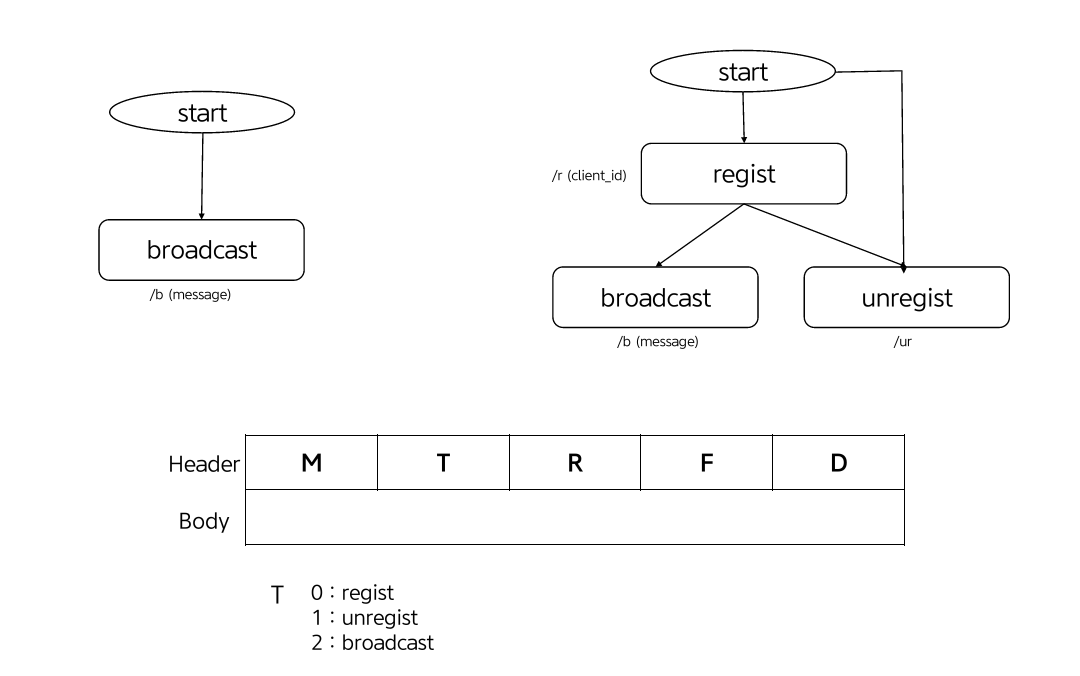 start
broadcast
/b (message)
start
/r (client_id)
regist
broadcast
/b (message)
unregist
/ur
Header M T R F D
Body
T 0 : regist
1 : unregist
2 : broadcast